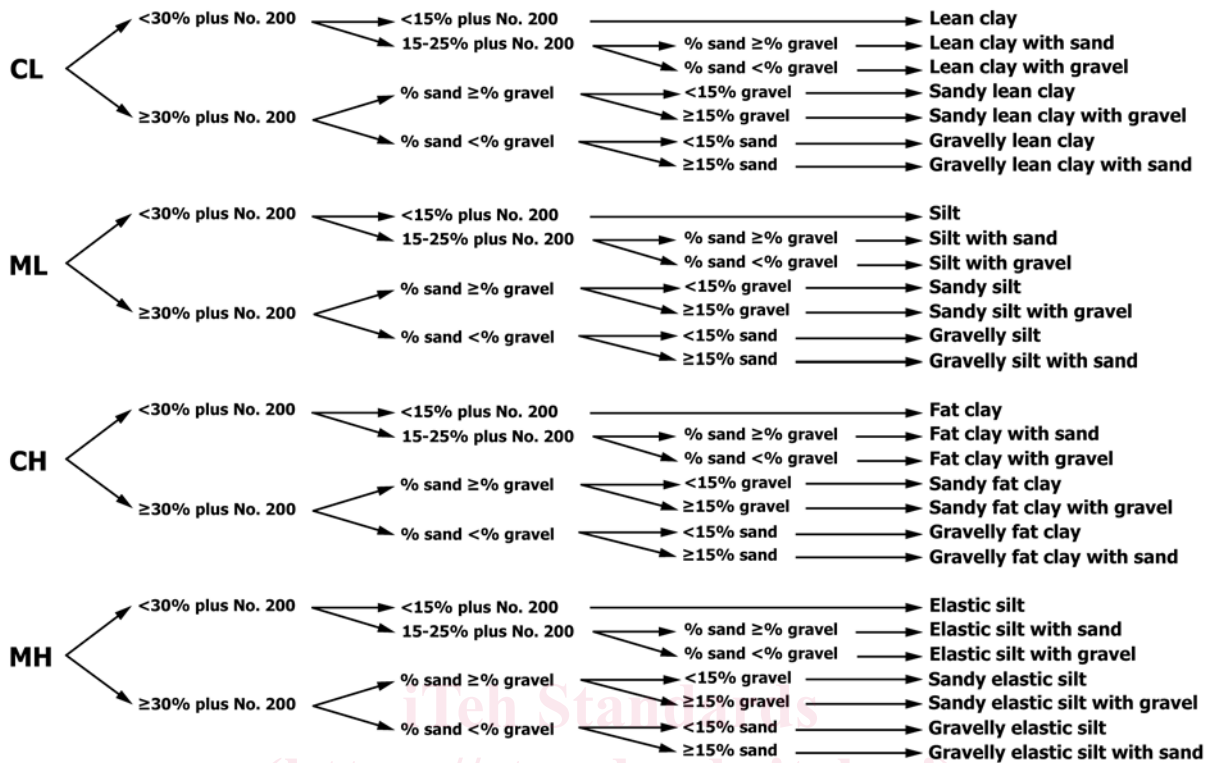 <30% plus No. 200 <15% plus No. 200 Lean clay
15-25% plus No. 200 % sand ≥% gravel Lean clay with sand
CL % sand <% gravel Lean clay with gravel
% sand ≥% gravel <15% gravel Sandy lean clay
≥30% plus No. 200 ≥15% gravel Sandy lean clay with gravel
% sand <% gravel <15% sand Gravelly lean clay
≥15% sand Gravelly lean clay with sand
<30% plus No. 200 <15% plus No. 200 Silt
15-25% plus No. 200 % sand ≥% gravel Silt with sand
ML % sand <% gravel Silt with gravel
% sand ≥% gravel <15% gravel Sandy silt
≥30% plus No. 200 ≥15% gravel Sandy silt with gravel
% sand <% gravel <15% sand Gravelly silt
≥15% sand Gravelly silt with sand
<30% plus No. 200 <15% plus No. 200 Fat clay
15-25% plus No. 200 % sand ≥% gravel Fat clay with sand
CH % sand <% gravel Fat clay with gravel
% sand ≥% gravel <15% gravel Sandy fat clay
≥30% plus No. 200 ≥15% gravel Sandy fat clay with gravel
% sand <% gravel <15% sand Gravelly fat clay
≥15% sand Gravelly fat clay with sand
<30% plus No. 200 <15% plus No. 200 Elastic silt
15-25% plus No. 200 % sand ≥% gravel Elastic silt with sand
MH % sand <% gravel Elastic silt with gravel
% sand ≥% gravel <15% gravel Sandy elastic silt
≥30% plus No. 200 ≥15% gravel Sandy elastic silt with gravel
% sand <% gravel <15% sand Gravelly elastic silt
≥15% sand Gravelly elastic silt with sand
iTeh Standards